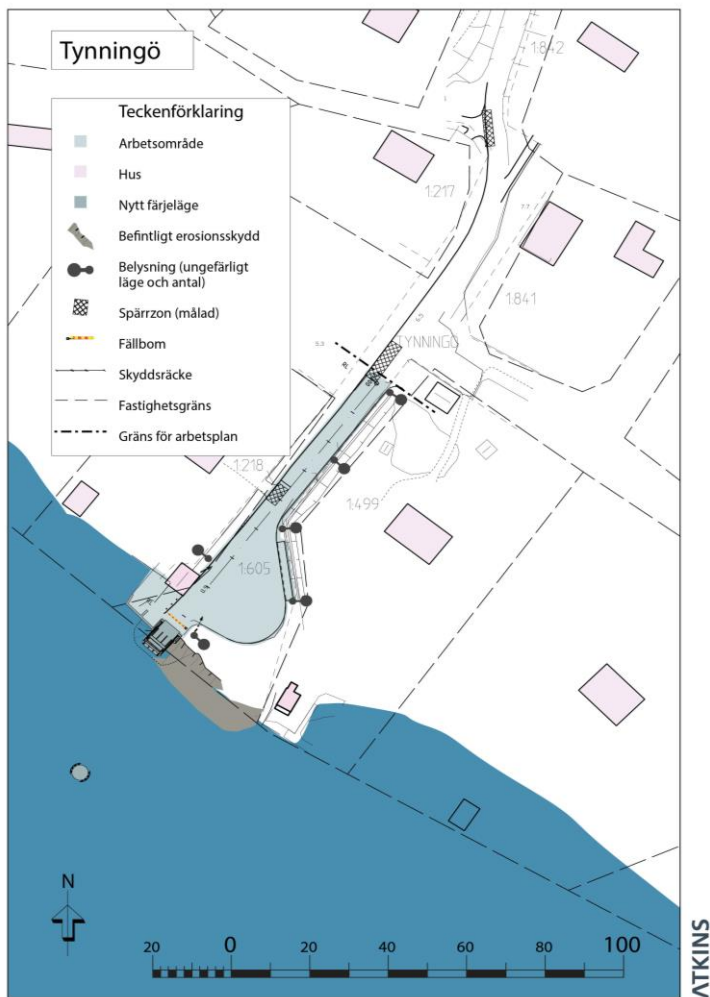 Tynningö
Teckenförklaring
Arbetsområde
Hus
Nytt färjeläge
Befintligt erosionsskydd
Belysning (ungefärligt
läge och antal)
Spärrzon (målad)
Fällbom
Skyddsräcke
Fastighetsgräns
Gräns för arbetsplan
1:842
1:217
1:841
TYNNINGÖ
1:218
1:499
1:605
N
20 0 20 40 60 80 100
ATKINS